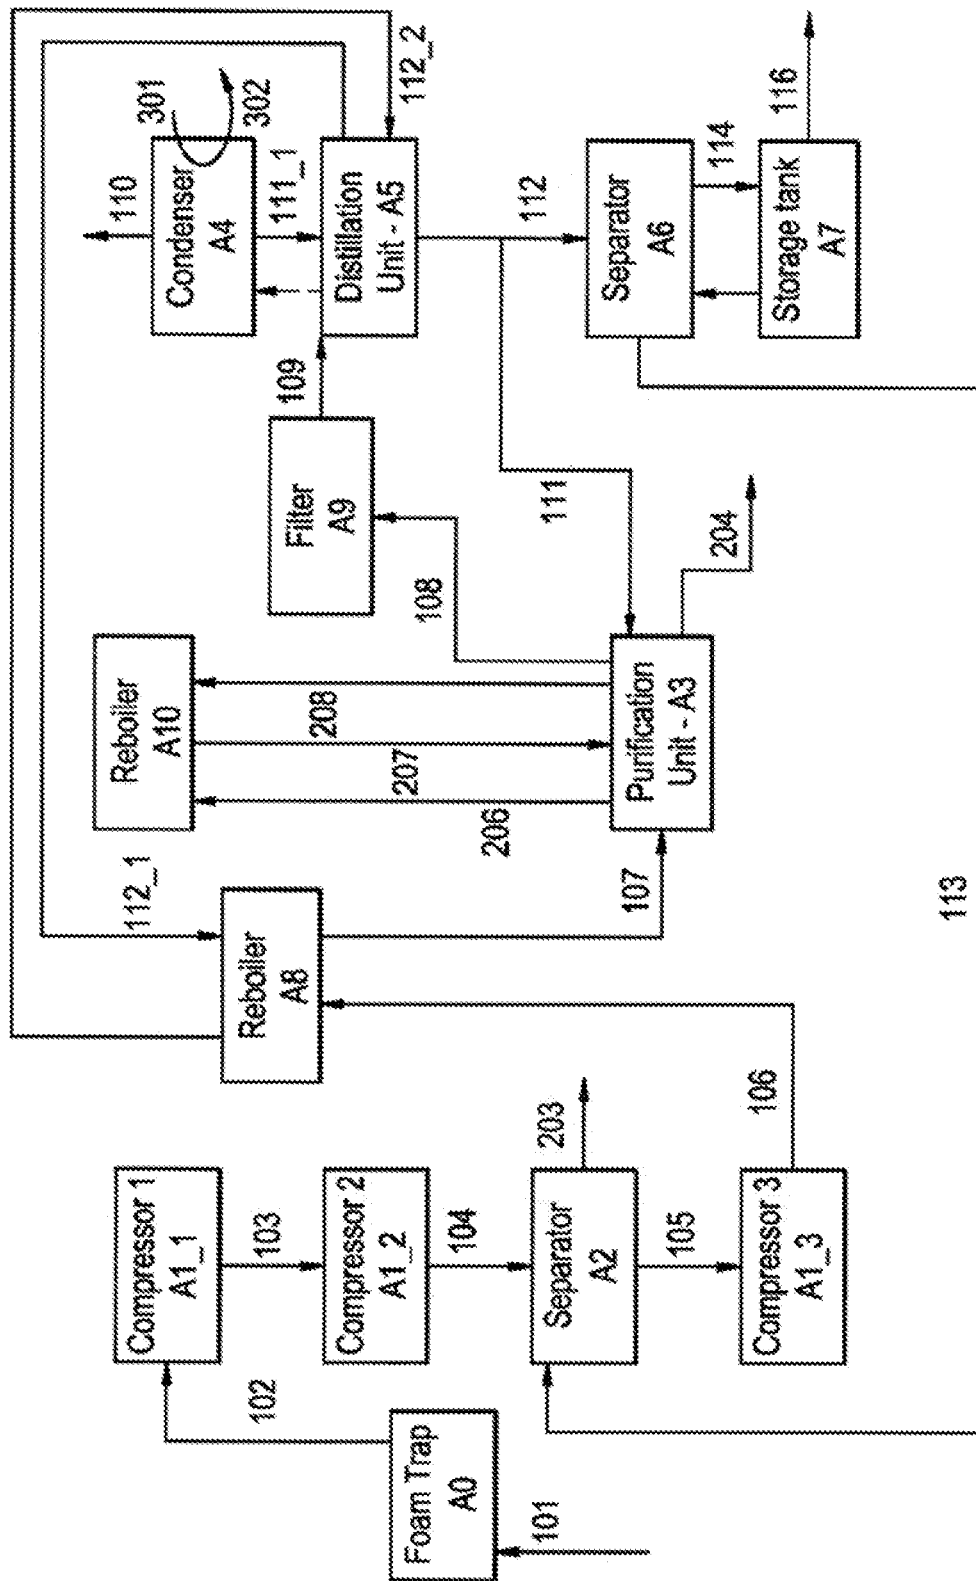 101
Foam Trap
A0
102
Compressor 1
A1_1
103
Compressor 2
A1_2
104
Separator
A2
203
105
Compressor 3
A1_3
106
Reboiler
A8
112_1
107
Reboiler
A10
206
207
208
Purification
Unit - A3
204
108
111
Filter
A9
109
110
Condenser
A4
301
302
111_1
Distillation
Unit - A5
112_2
112
Separator
A6
114
Storage tank
A7
116
113